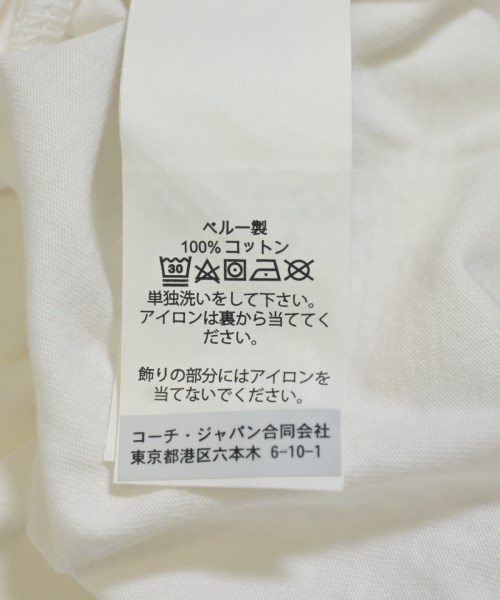 ペルー製
100% コットン
30
単独洗いをして下さい。
アイロンは裏から当ててく
ださい。
飾りの部分にはアイロンを
当てないでください。
コーチ・ジャパン合同会社
東京都港区六本木 6-10-1